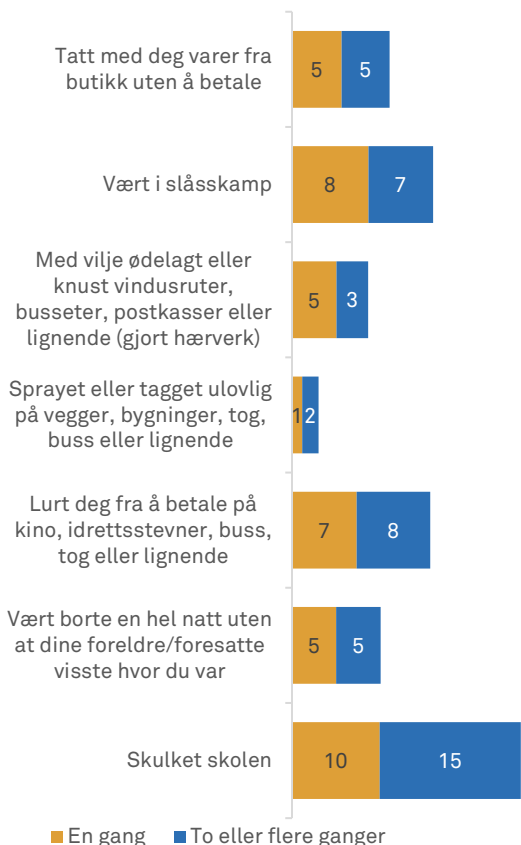 Tatt med deg varer fra
butikk uten å betale
5 5
Vært i slåsskamp
8 7
Med vilje ødelagt eller
knust vindusruter,
busseter, postkasser eller
lignende (gjort hærverk)
5 3
Sprayet eller tagget ulovlig
på vegger, bygninger, tog,
buss eller lignende
1 2
Lurt deg fra å betale på
kino, idrettsstevner, buss,
tog eller lignende
7 8
Vært borte en hel natt uten
at dine foreldre/foresatte
visste hvor du var
5 5
Skulket skolen
10 15
En gang To eller flere ganger